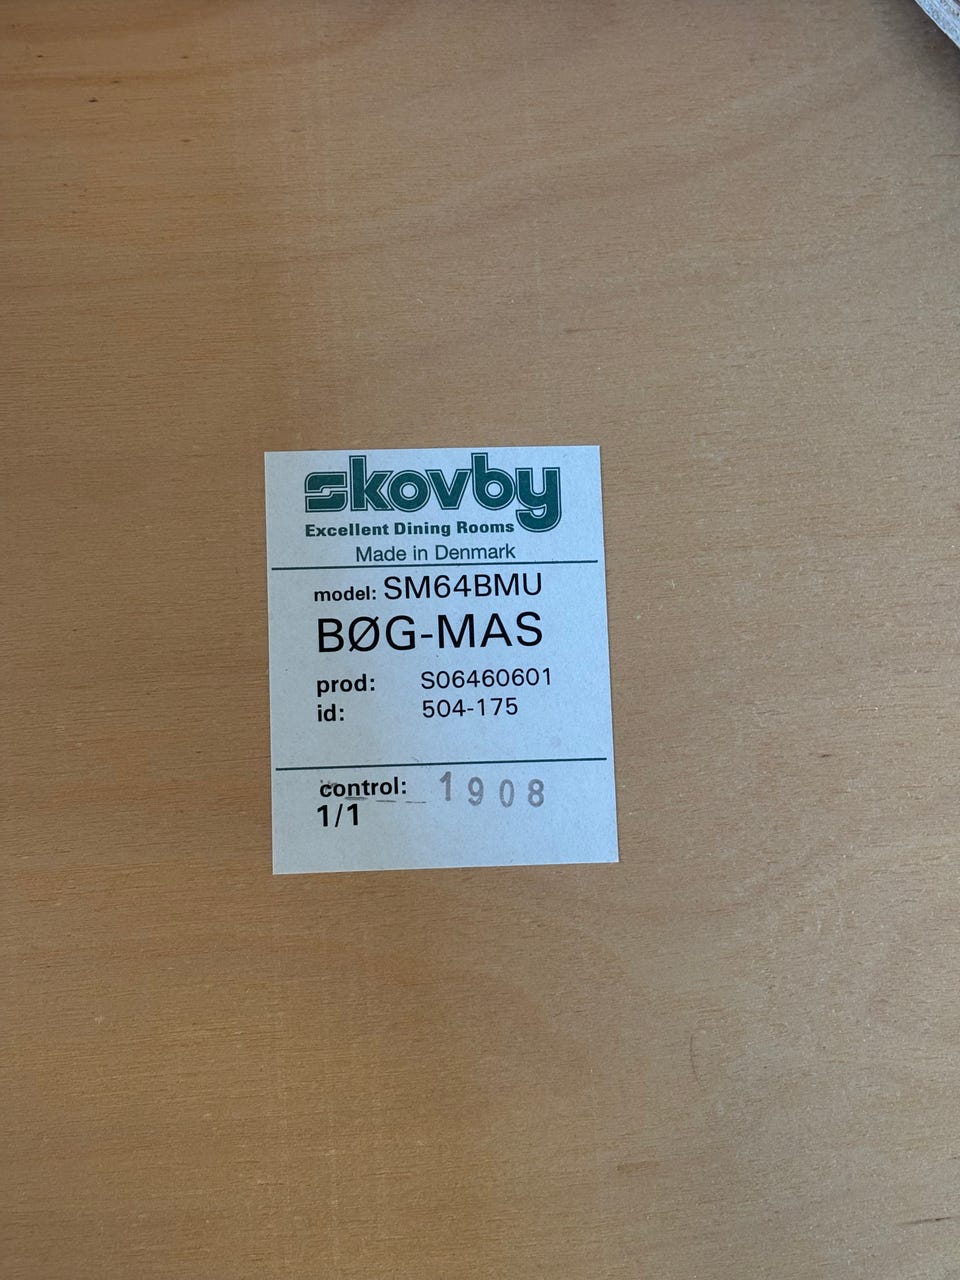 skovby
Excellent Dining Rooms
Made in Denmark
model: SM64BMU
BØG-MAS
prod: S06460601
id: 504-175
control: 1908
1/1